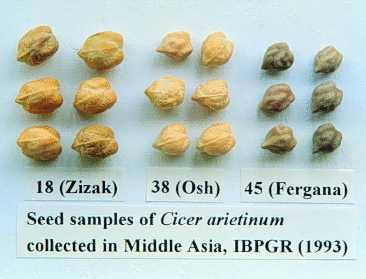 18 (Zizak) 38 (Osh) 45 (Fergana)
Seed samples of Cicer arietinum
collected in Middle Asia, IBPGR (1993)